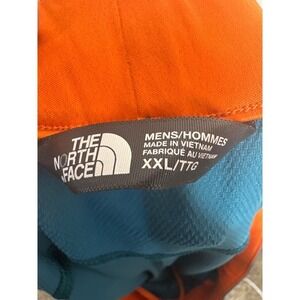 THE
NORTH
FACE
MENS/HOMMES
MADE IN VIETNAM
FABRIQUÉ AU VIETNAM
XXL/TTG